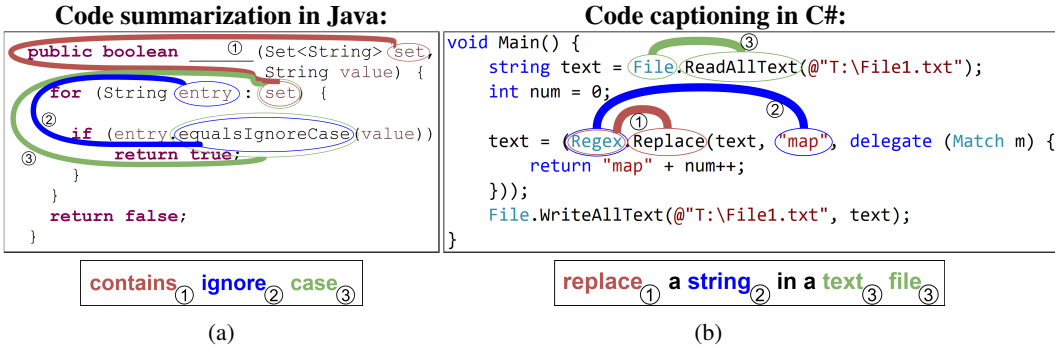 Code summarization in Java:
public boolean ① ______(Set<String> set,
String value) {
for (String entry : set) {
②
if (entry.equalsIgnoreCase(value))
③ return true;
}
}
return false;
}
contains① ignore② case③
(a)
Code captioning in C#:
void Main() {
③
string text = File.ReadAllText(@"T:\File1.txt");
int num = 0;
② ①
text = (Regex.Replace(text, "map", delegate (Match m) {
return "map" + num++;
}));
File.WriteAllText(@"T:\File1.txt", text);
}
replace① a string② in a text③ file③
(b)